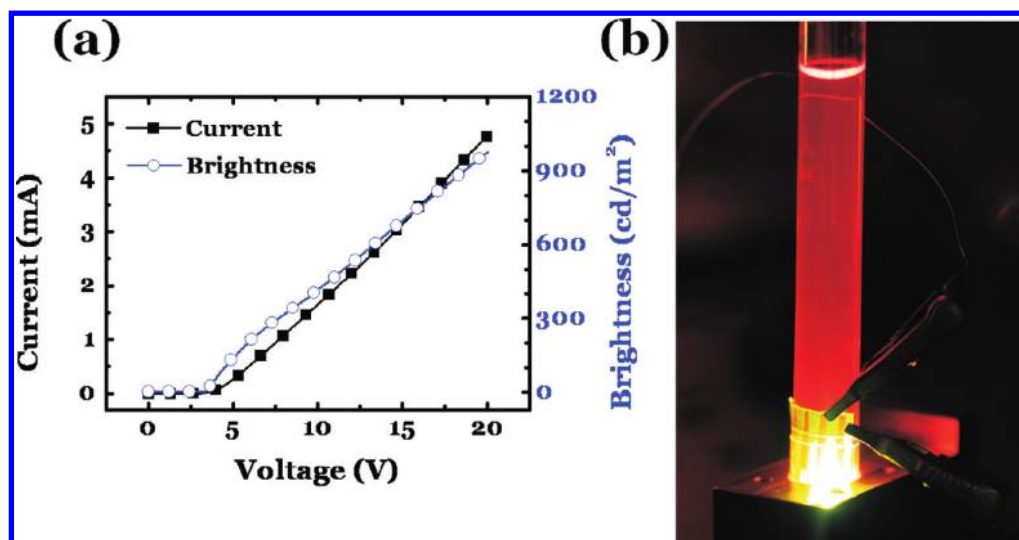 (a)
(b)
Current
Brightness
Current (mA)
5
4
3
2
1
0
Brightness (cd/m²)
1200
900
600
300
0
0 5 10 15 20
Voltage (V)